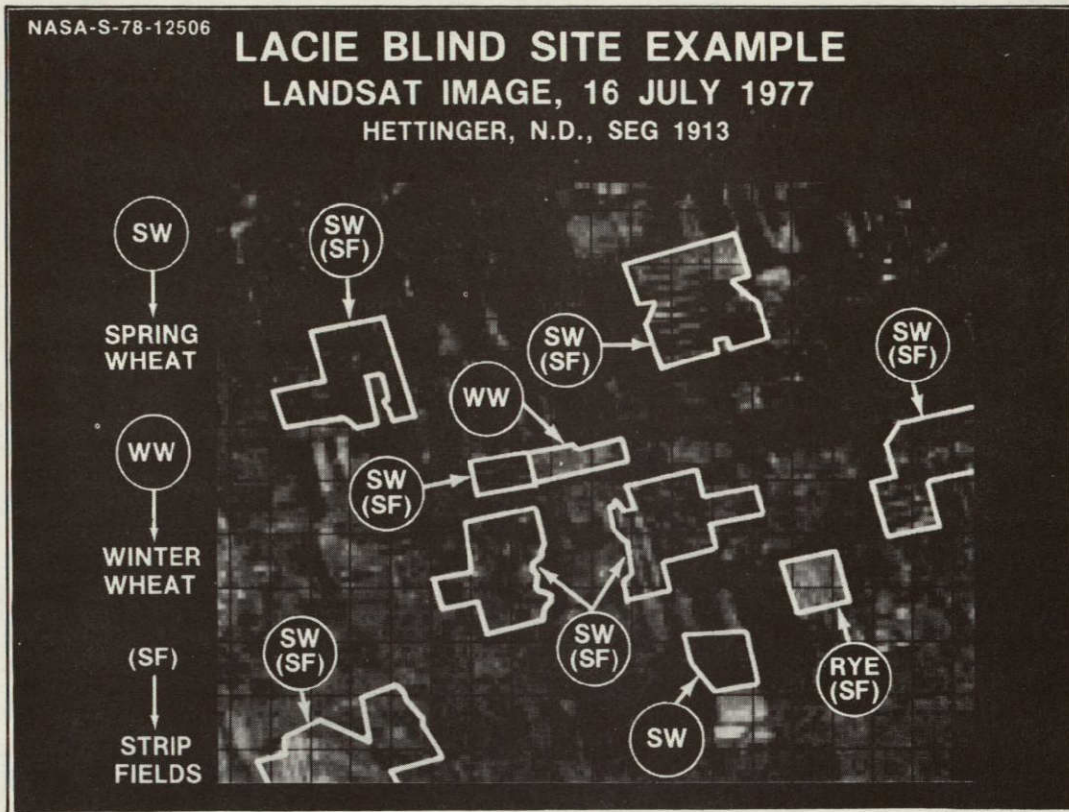 NASA-S-78-12506
LACIE BLIND SITE EXAMPLE
LANDSAT IMAGE, 16 JULY 1977
HETTINGER, N.D., SEG 1913
SW
SPRING
WHEAT
WW
WINTER
WHEAT
(SF)
STRIP
FIELDS
SW
(SF)
SW
(SF)
SW
(SF)
WW
SW
(SF)
SW
(SF)
SW
(SF)
SW
RYE
(SF)